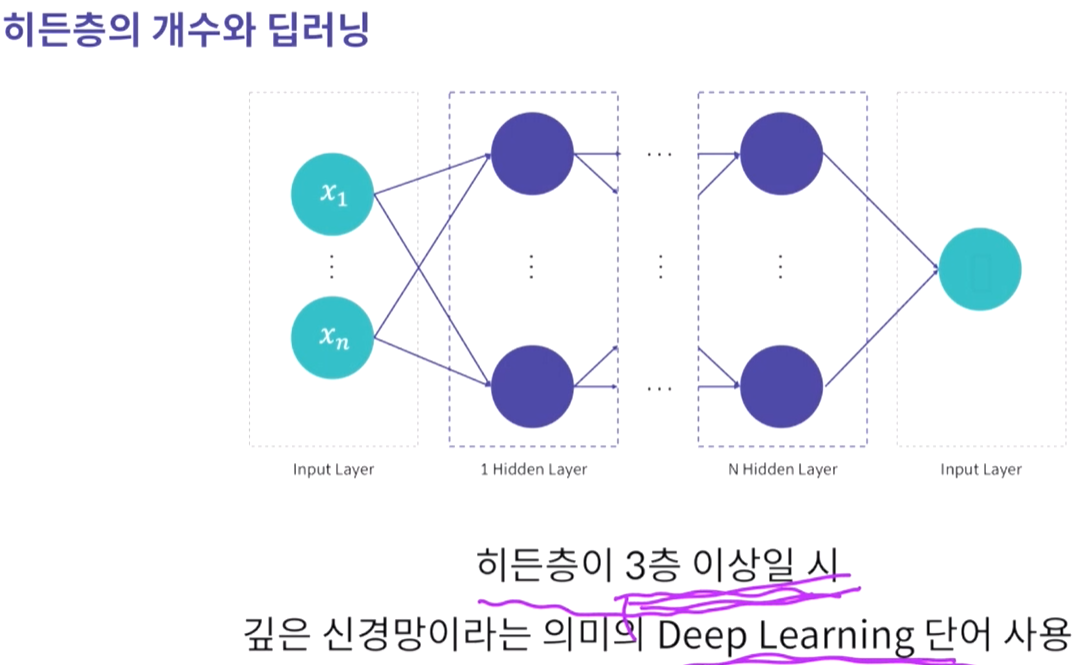 히든층의 개수와 딥러닝
x₁
⋮
xₙ
⋮
⋮
⋮
...
...
Input Layer
1 Hidden Layer
N Hidden Layer
Input Layer
히든층이 3층 이상일 시
깊은 신경망이라는 의미의 Deep Learning 단어 사용